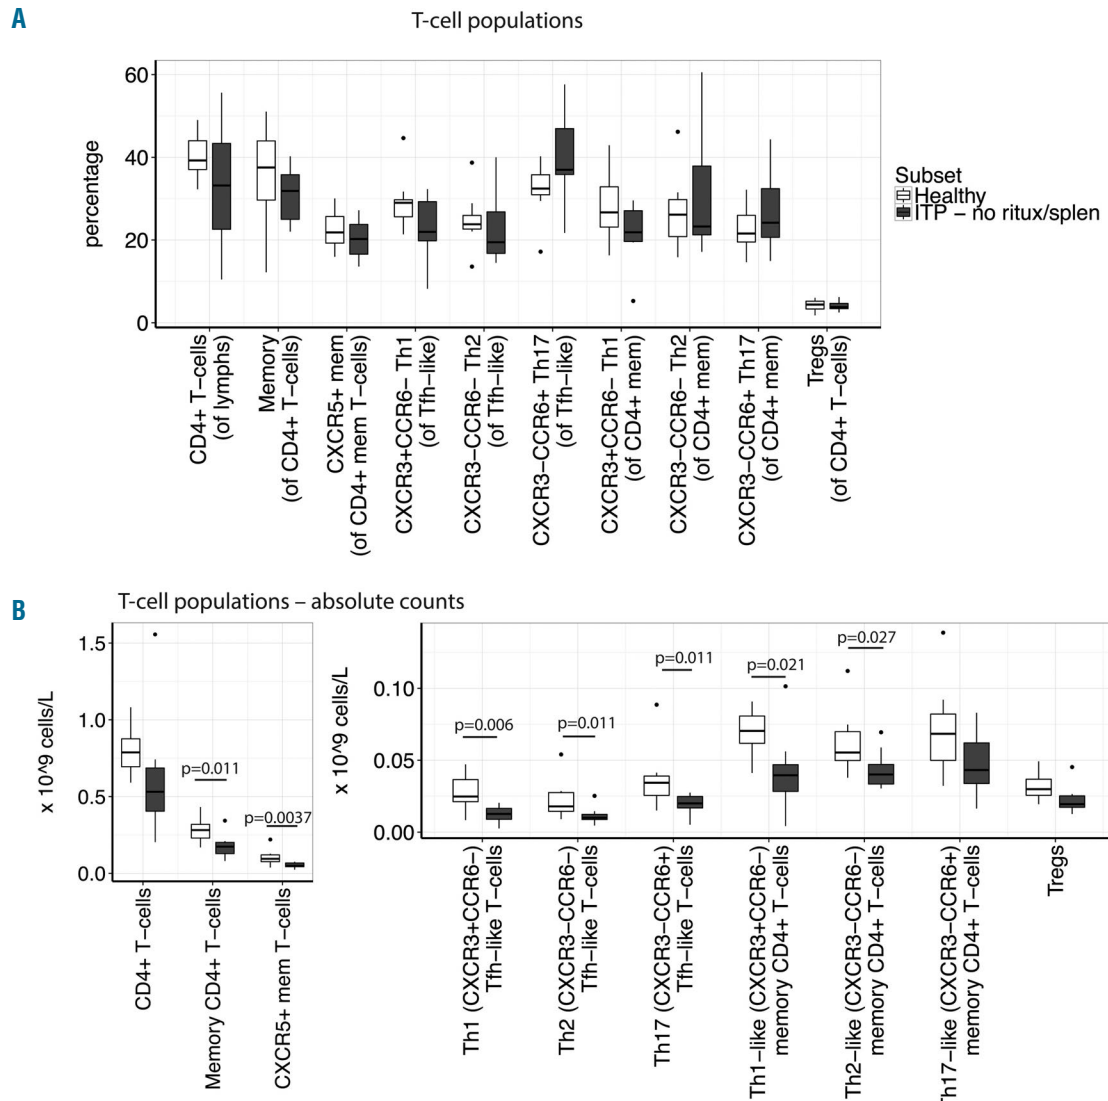 A
T-cell populations
percentage
60
40
20
0
Subset
Healthy
ITP – no ritux/splen
CD4+ T−cells
(of lymphs)
Memory
(of CD4+ T−cells)
CXCR5+ mem
(of CD4+ mem T−cells)
CXCR3+CCR6− Th1
(of Tfh−like)
CXCR3−CCR6− Th2
(of Tfh−like)
CXCR3−CCR6+ Th17
(of Tfh−like)
CXCR3+CCR6− Th1
(of CD4+ mem)
CXCR3−CCR6− Th2
(of CD4+ mem)
CXCR3−CCR6+ Th17
(of CD4+ mem)
Tregs
(of CD4+ T−cells)
B
T-cell populations – absolute counts
x 10^9 cells/L
1.5
1.0
0.5
0.0
p=0.011
p=0.0037
CD4+ T−cells
Memory CD4+ T−cells
CXCR5+ mem T−cells
x 10^9 cells/L
0.10
0.05
0.00
p=0.006
p=0.011
p=0.011
p=0.021
p=0.027
Th1 (CXCR3+CCR6−)
Tfh−like T−cells
Th2 (CXCR3−CCR6−)
Tfh−like T−cells
Th17 (CXCR3−CCR6+)
Tfh−like T−cells
Th1−like (CXCR3+CCR6−)
memory CD4+ T−cells
Th2−like (CXCR3−CCR6−)
memory CD4+ T−cells
Th17−like (CXCR3−CCR6+)
memory CD4+ T−cells
Tregs